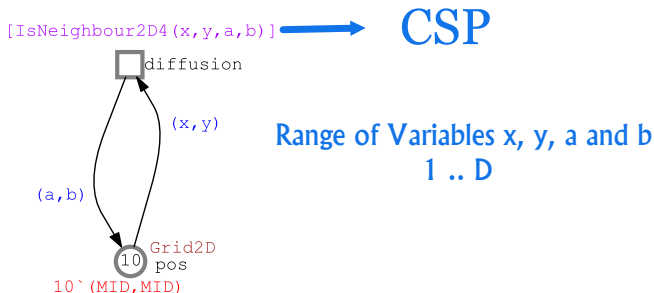 [IsNeighbour2D4(x,y,a,b)]
CSP
diffusion
(x,y)
Range of Variables x, y, a and b
1 .. D
(a,b)
Grid2D
10
pos
10`(MID,MID)